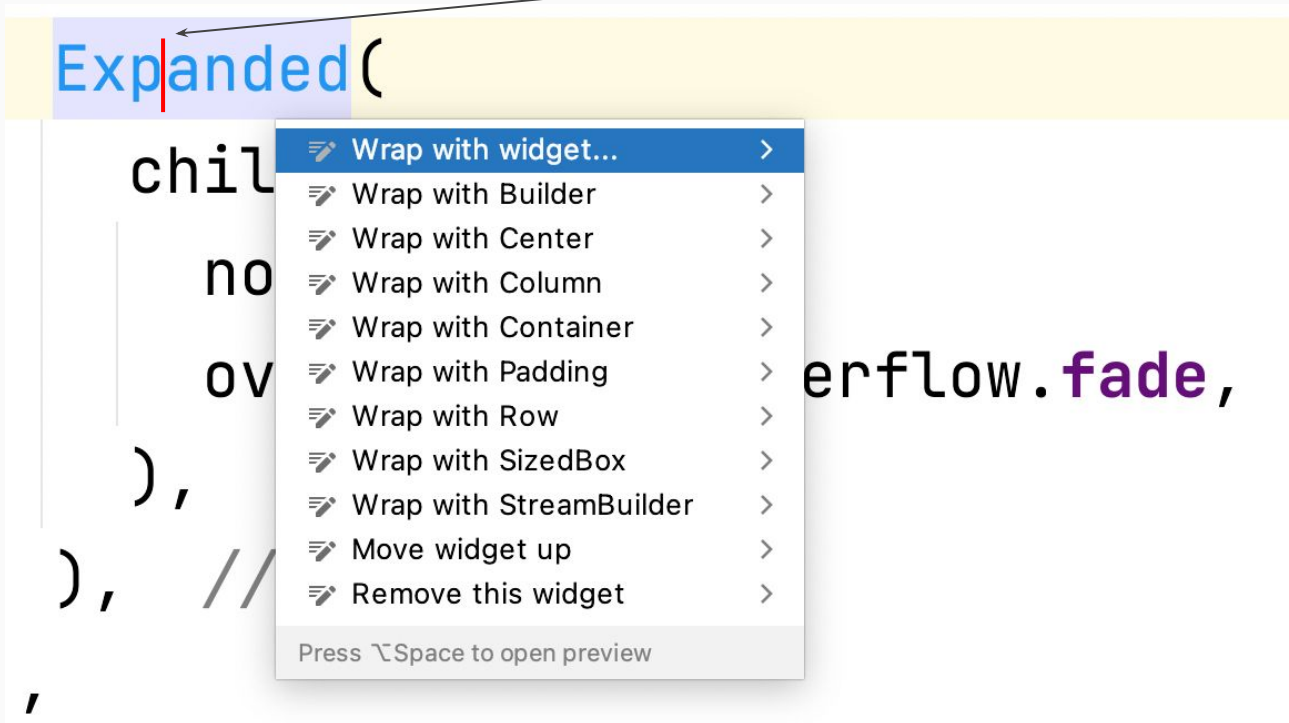 Expanded(
chil
Wrap with widget...
Wrap with Builder
Wrap with Center
no
Wrap with Column
Wrap with Container
ov
Wrap with Padding
erflow.fade,
Wrap with Row
Wrap with SizedBox
),
Wrap with StreamBuilder
Move widget up
), //
Remove this widget
Press ⌥Space to open preview
,